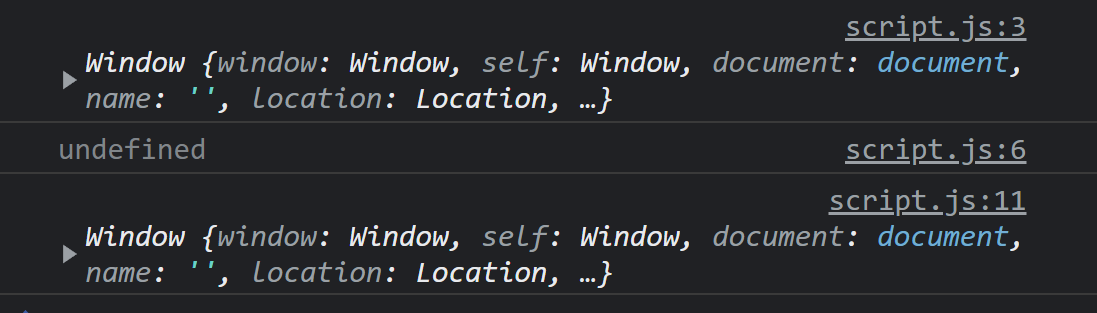 script.js:3
Window {window: Window, self: Window, document: document,
name: '', location: Location, …}
undefined script.js:6
script.js:11
Window {window: Window, self: Window, document: document,
name: '', location: Location, …}